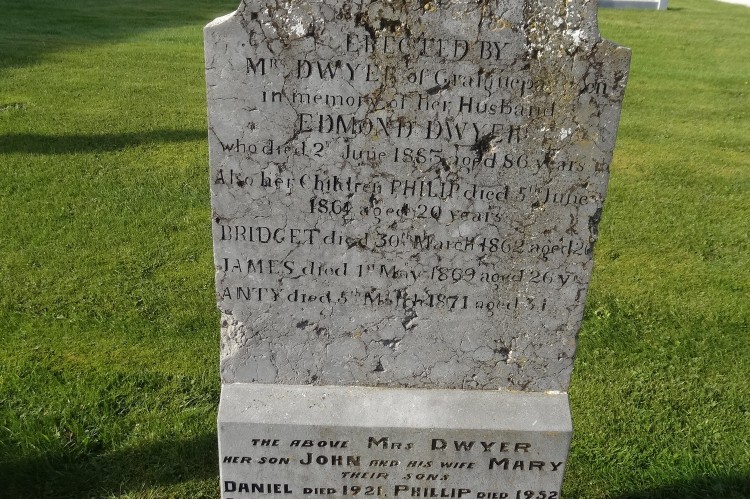 ERECTED BY
Mrs DWYER of
in memory of her Husband
EDMOND DWYER
who died 2nd June 1885 aged 86 years
Also her Children PHILIP died 5th June
1864 aged 20 years
BRIDGET died 30th March 1862 aged 20
JAMES died 1st May 1869 aged 26 yrs
ANTY died 5th March 1871 aged 31
THE ABOVE MRS DWYER
HER SON JOHN AND HIS WIFE MARY
THEIR SONS
DANIEL DIED 1921. PHILLIP DIED 1952